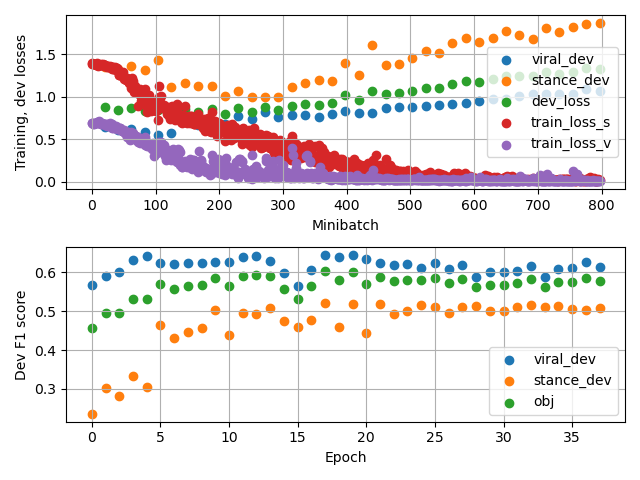 Training, dev losses
1.5
1.0
0.5
0.0
viral_dev
stance_dev
dev_loss
train_loss_s
train_loss_v
0 100 200 300 400 500 600 700 800
Minibatch
Dev F1 score
0.6
0.5
0.4
0.3
viral_dev
stance_dev
obj
0 5 10 15 20 25 30 35
Epoch